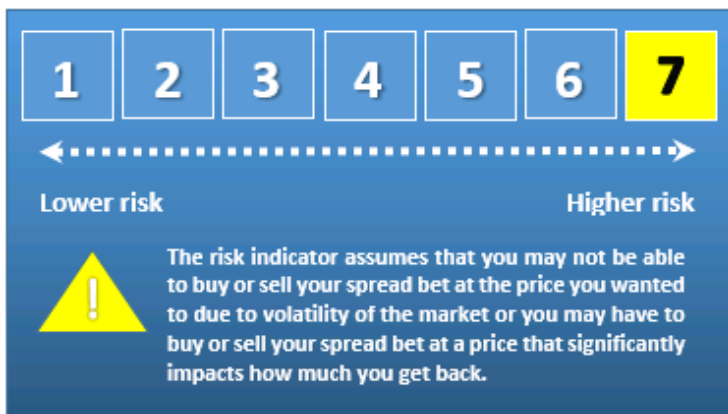 1 2 3 4 5 6 7
Lower risk Higher risk
!
The risk indicator assumes that you may not be able
to buy or sell your spread bet at the price you wanted
to due to volatility of the market or you may have to
buy or sell your spread bet at a price that significantly
impacts how much you get back.